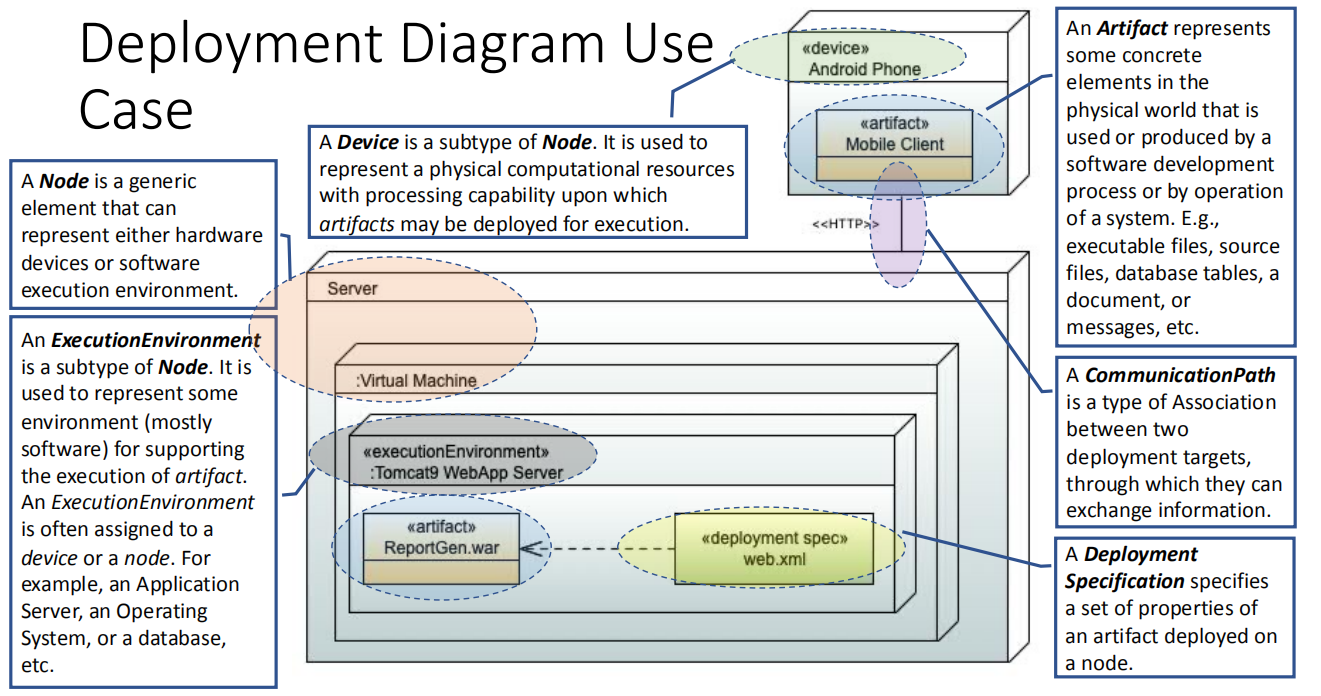 Deployment Diagram Use
Case
A Node is a generic
element that can
represent either hardware
devices or software
execution environment.
An ExecutionEnvironment
is a subtype of Node. It is
used to represent some
environment (mostly
software) for supporting
the execution of artifact.
An ExecutionEnvironment
is often assigned to a
device or a node. For
example, an Application
Server, an Operating
System, or a database,
etc.
A Device is a subtype of Node. It is used to
represent a physical computational resources
with processing capability upon which
artifacts may be deployed for execution.
«device»
Android Phone
«artifact»
Mobile Client
<<HTTP>>
Server
:Virtual Machine
«executionEnvironment»
:Tomcat9 WebApp Server
«artifact»
ReportGen.war
«deployment spec»
web.xml
An Artifact represents
some concrete
elements in the
physical world that is
used or produced by a
software development
process or by operation
of a system. E.g.,
executable files, source
files, database tables, a
document, or
messages, etc.
A CommunicationPath
is a type of Association
between two
deployment targets,
through which they can
exchange information.
A Deployment
Specification specifies
a set of properties of
an artifact deployed on
a node.